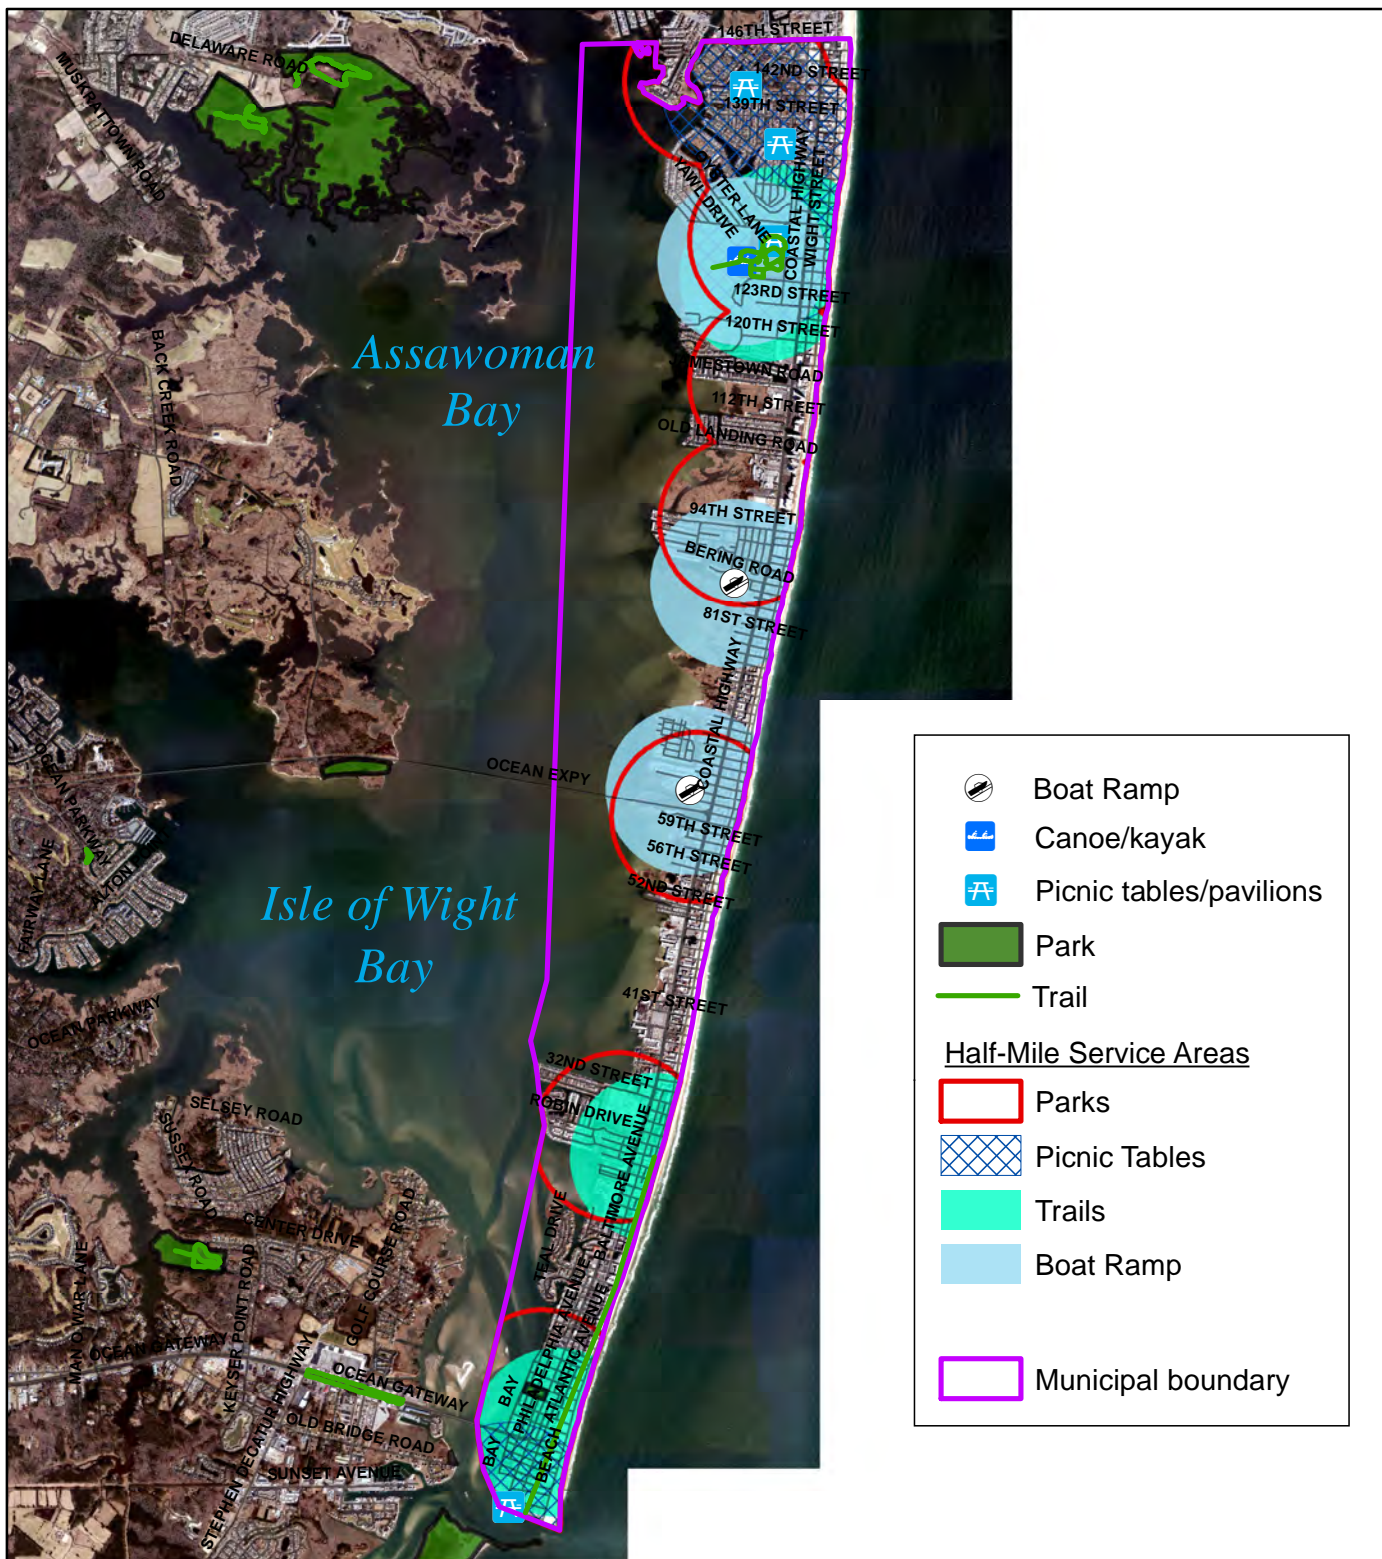 146TH STREET
DELAWARE ROAD
142ND STREET
MUSKRATTOWN ROAD
139TH STREET
COASTAL HIGHWAY
WIGHT STREET
OYSTER LANE
YAWL DRIVE
123RD STREET
120TH STREET
Assawoman
Bay
JAMESTOWN ROAD
BACK CREEK ROAD
112TH STREET
OLD LANDING ROAD
94TH STREET
BERING ROAD
81ST STREET
COASTAL HIGHWAY
OCEAN EXPY
OCEAN PARKWAY
59TH STREET
56TH STREET
52ND STREET
FAIRWAY LANE
Isle of Wight
Bay
41ST STREET
OCEAN PARKWAY
32ND STREET
ROBIN DRIVE
SELSEY ROAD
SUSSEY ROAD
BALTIMORE AVENUE
CENTER DRIVE
TEAL DRIVE
GOLF COURSE ROAD
KEYSER POINT ROAD
MAN O WAR LANE
PHILADELPHIA AVENUE
OCEAN GATEWAY
OCEAN GATEWAY
BAY
BEACH ATLANTIC AVENUE
STEPHEN DECATUR HIGHWAY
OLD BRIDGE ROAD
BAY
SUNSET AVENUE
Boat Ramp
Canoe/kayak
Picnic tables/pavilions
Park
Trail
Half-Mile Service Areas
Parks
Picnic Tables
Trails
Boat Ramp
Municipal boundary